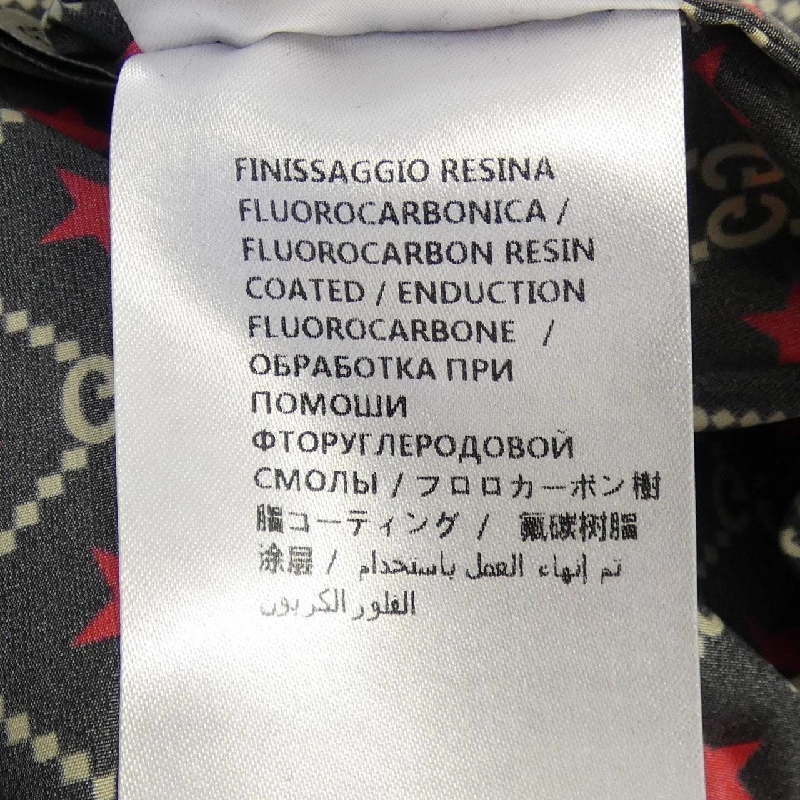 FINISSAGGIO RESINA
FLUOROCARBONICA /
FLUOROCARBON RESIN
COATED / ENDUCTION
FLUOROCARBONE /
ОБРАБОТКА ПРИ
ПОМОШИ
ФТОРУГЛЕРОДОВОЙ
СМОЛЫ / フロロカーボン樹
脂コーティング / 氟碳树脂
涂层 / تم إنهاء العمل باستخدام
الفلور الكربون